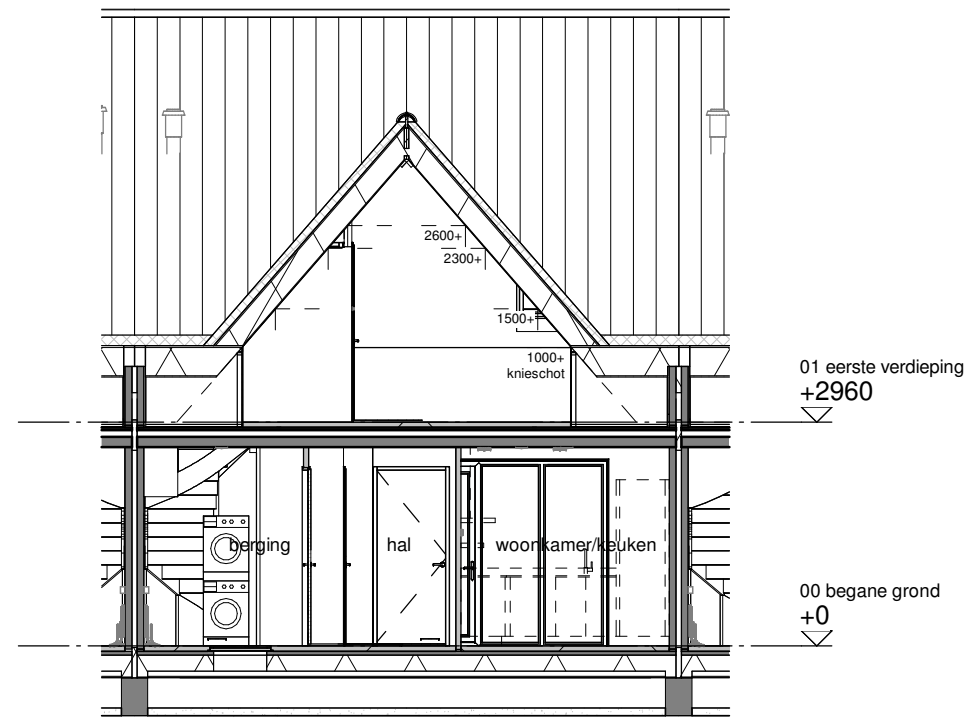 2600+
2300+
1500+
1000+
knieschot
01 eerste verdieping
+2960
berging
hal
woonkamer/keuken
00 begane grond
+0